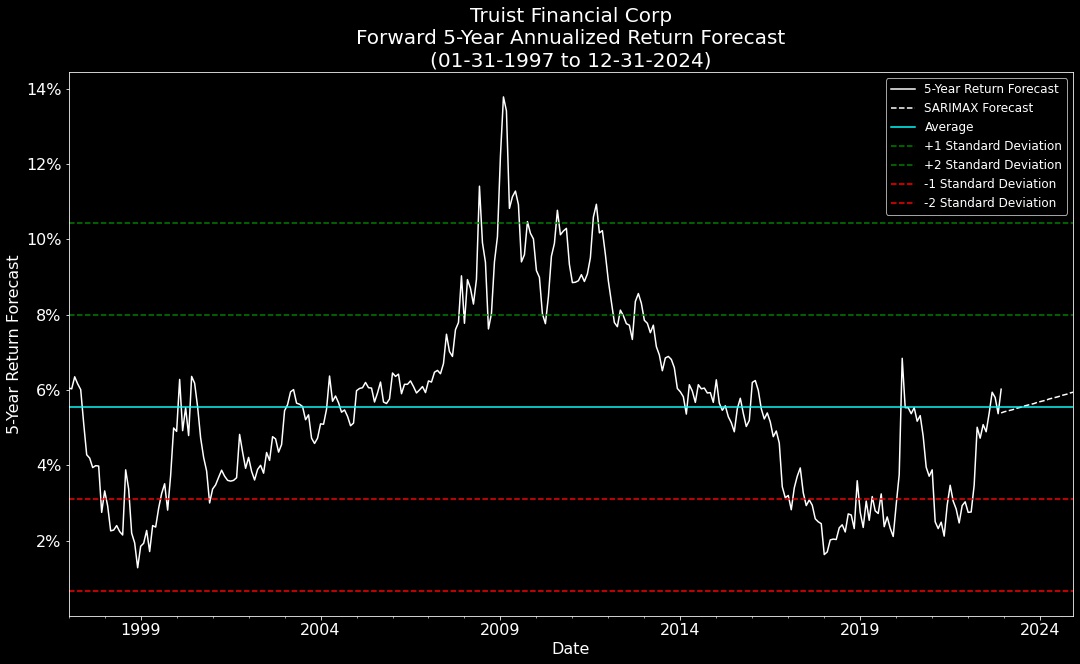 Truist Financial Corp
Forward 5-Year Annualized Return Forecast
(01-31-1997 to 12-31-2024)
5-Year Return Forecast
SARIMAX Forecast
Average
+1 Standard Deviation
+2 Standard Deviation
-1 Standard Deviation
-2 Standard Deviation
14%
12%
10%
8%
6%
4%
2%
5-Year Return Forecast
1999 2004 2009 2014 2019 2024
Date